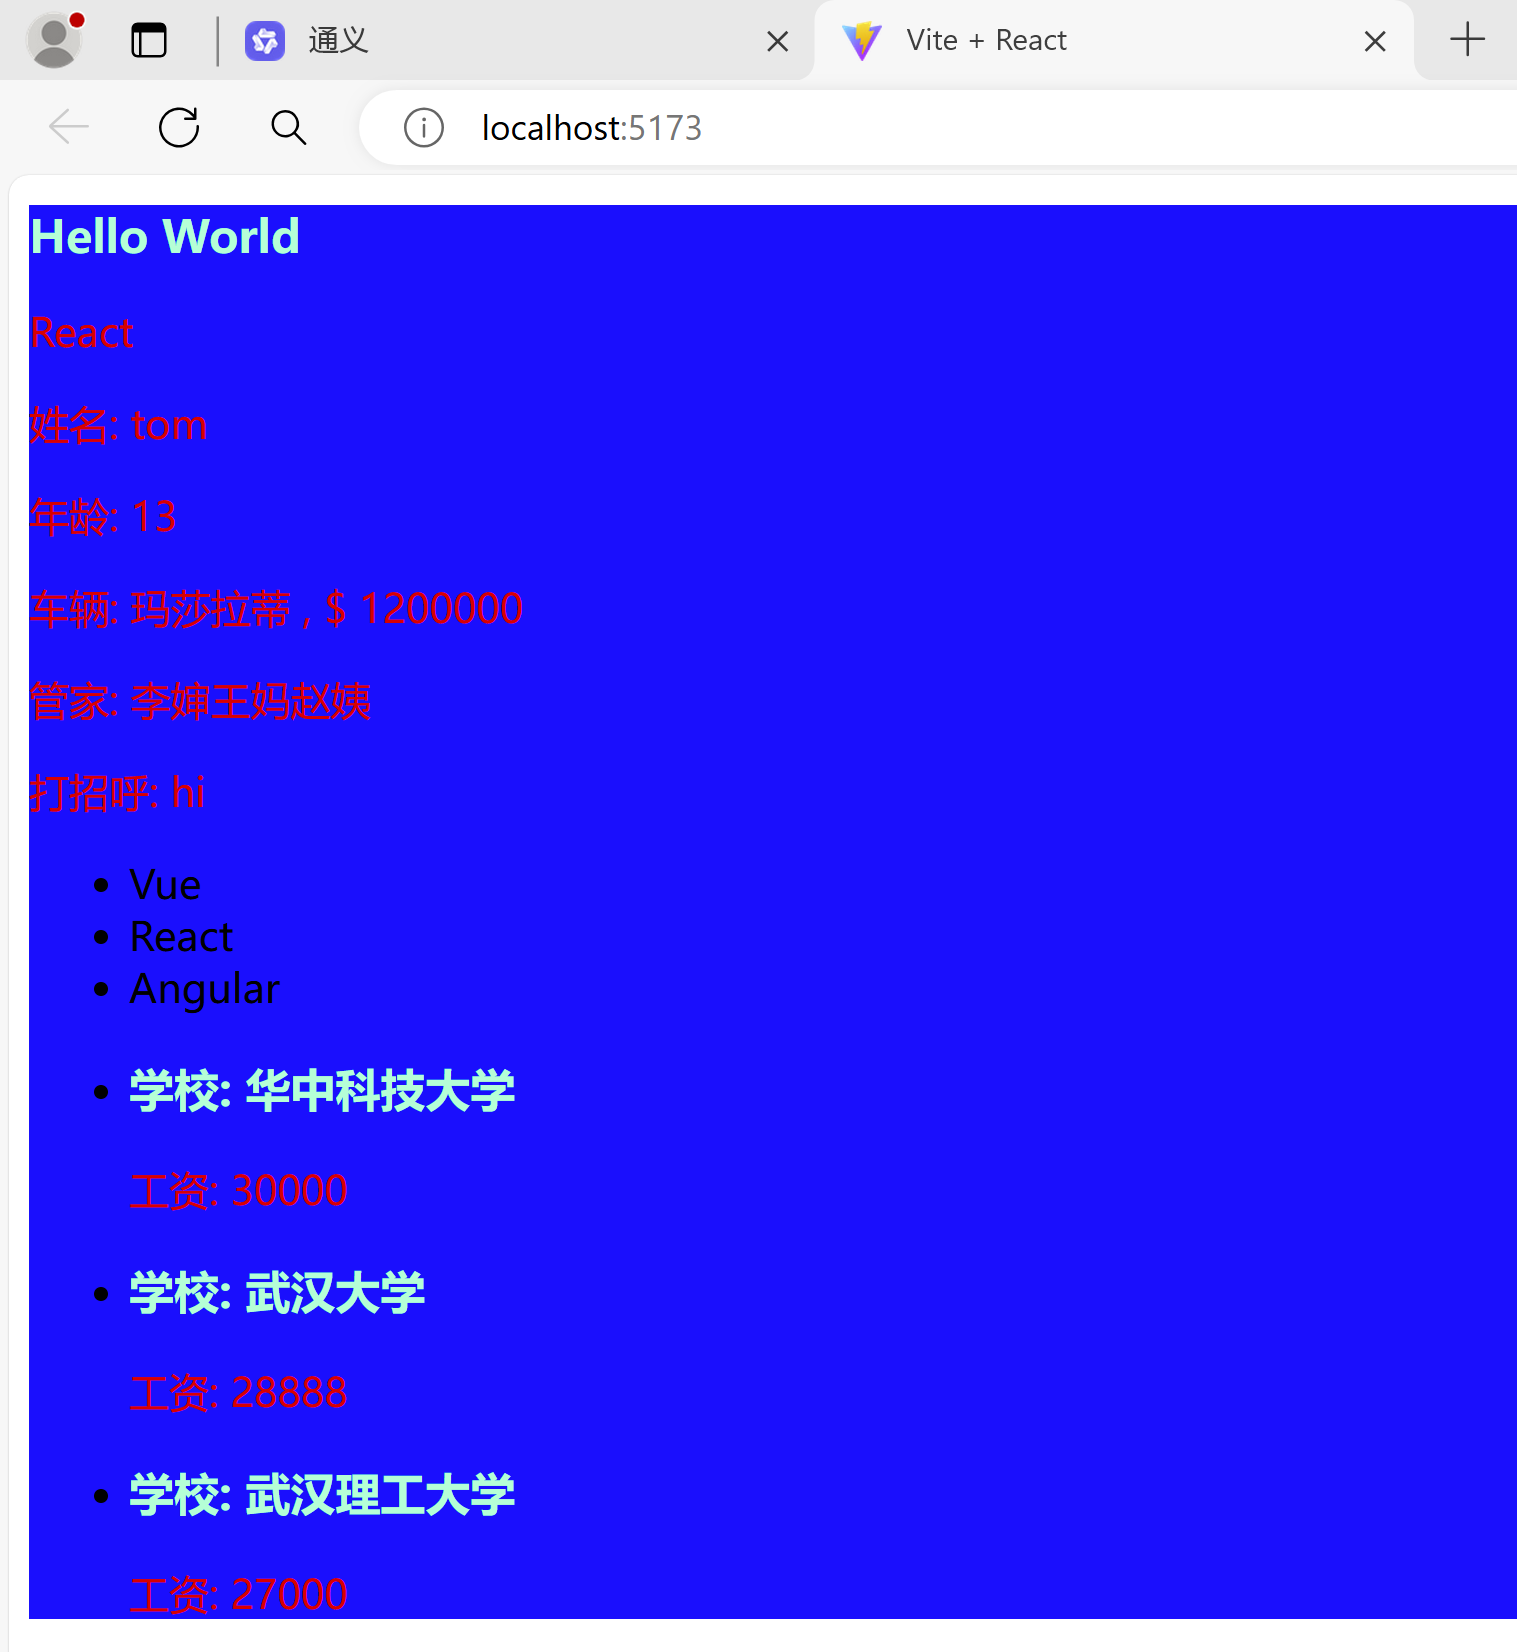 通义
Vite + React
localhost:5173
Hello World
React
姓名: tom
年龄: 13
车辆: 玛莎拉蒂 , $ 1200000
管家: 李婶王妈赵姨
打招呼: hi
Vue
React
Angular
学校: 华中科技大学
工资: 30000
学校: 武汉大学
工资: 28888
学校: 武汉理工大学
工资: 27000